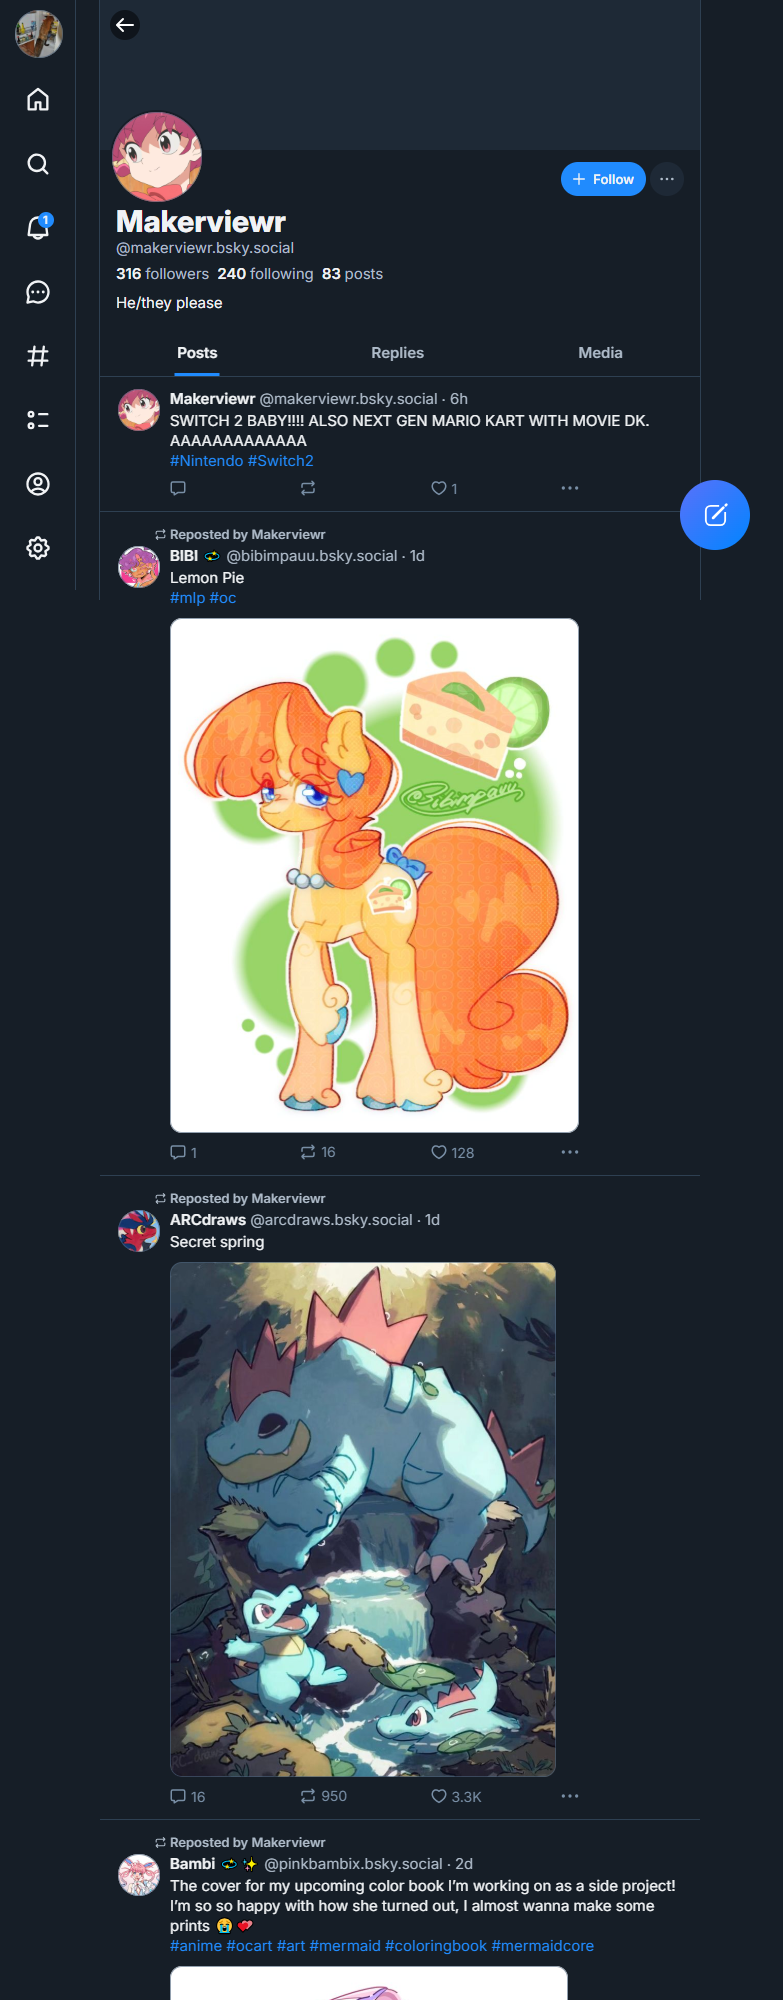 1
+ Follow
Makerviewr
@makerviewr.bsky.social
316 followers 240 following 83 posts
He/they please
Posts Replies Media
Makerviewr @makerviewr.bsky.social · 6h
SWITCH 2 BABY!!!! ALSO NEXT GEN MARIO KART WITH MOVIE DK.
AAAAAAAAAAAAA
#Nintendo #Switch2
1
Reposted by Makerviewr
BIBI 💫 @bibimpauu.bsky.social · 1d
Lemon Pie
#mlp #oc
@Bibimpauu
1 16 128
Reposted by Makerviewr
ARCdraws @arcdraws.bsky.social · 1d
Secret spring
16 950 3.3K
Reposted by Makerviewr
Bambi 💫 ✨ @pinkbambix.bsky.social · 2d
The cover for my upcoming color book I'm working on as a side project!
I'm so so happy with how she turned out, I almost wanna make some
prints 😭 💕
#anime #ocart #art #mermaid #coloringbook #mermaidcore